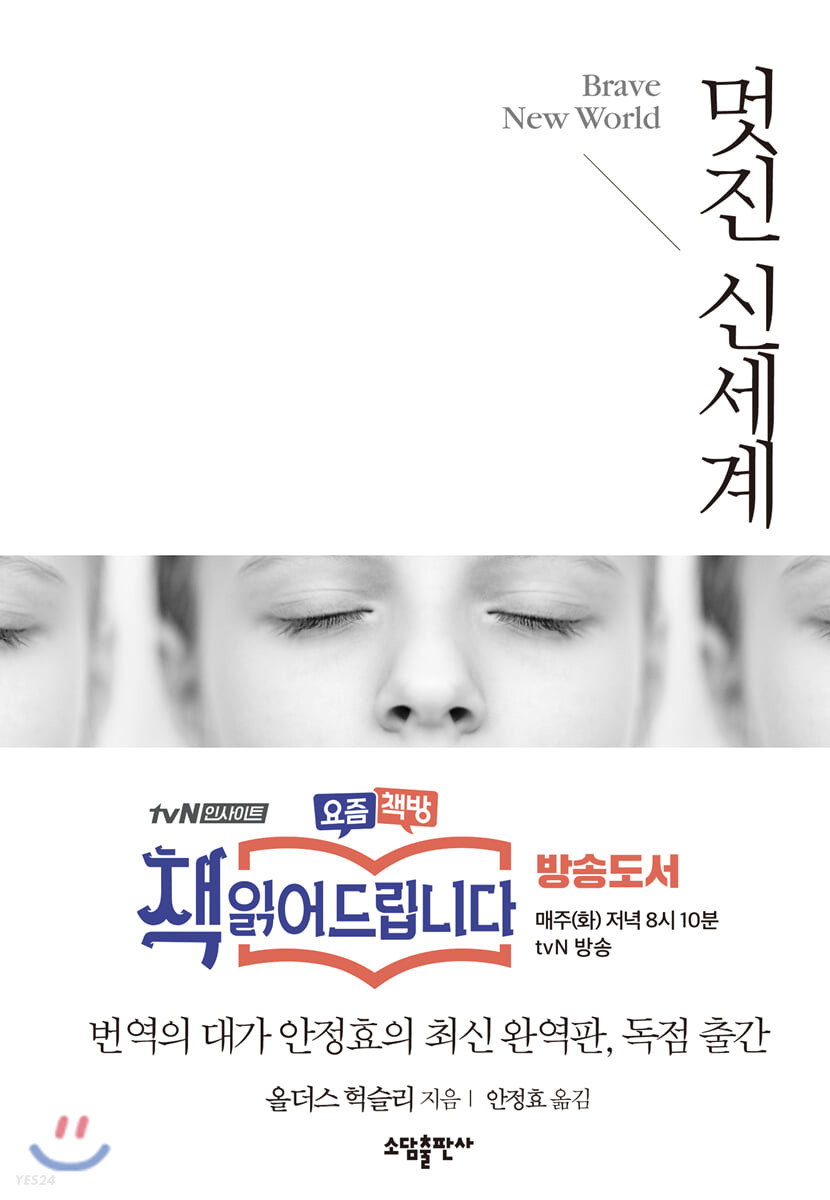 Brave
New World
멋진 신세계
tvN 인사이트
요즘책방
책 읽어드립니다
방송도서
매주(화) 저녁 8시 10분
tvN 방송
번역의 대가 안정효의 최신 완역판, 독점 출간
올더스 헉슬리 지음 | 안정효 옮김
소담출판사
YES24